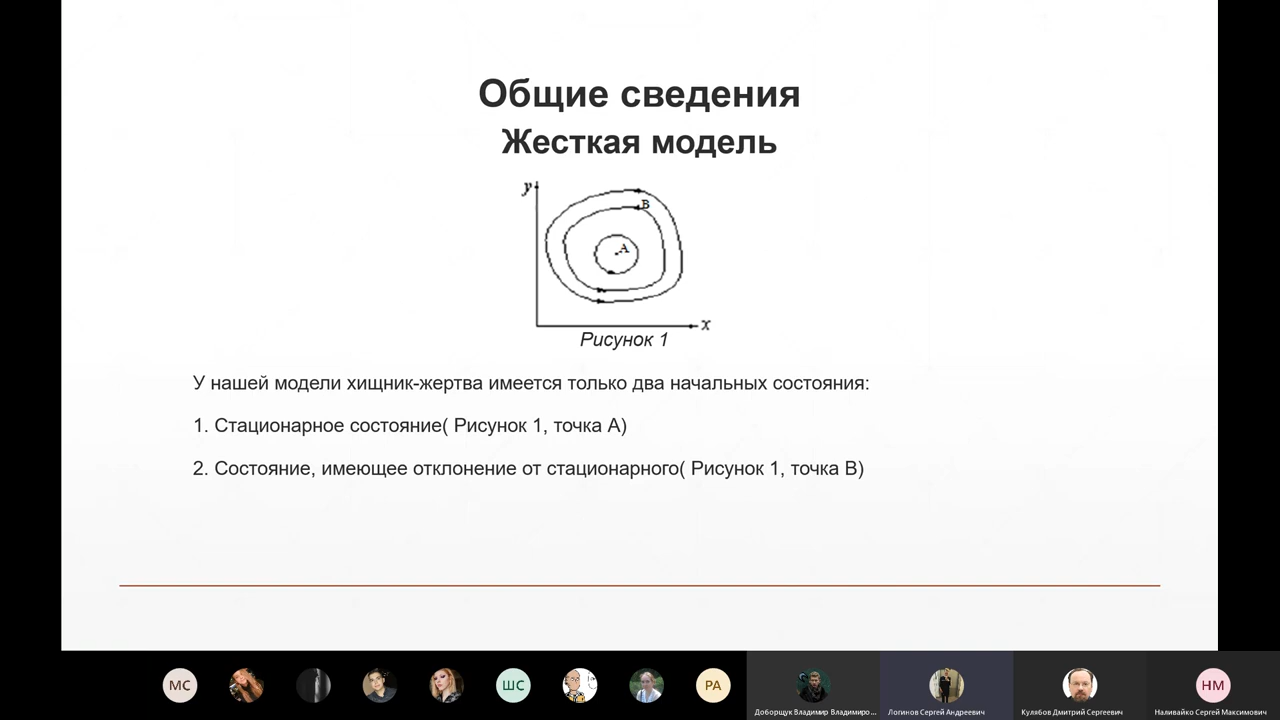 Общие сведения
Жесткая модель
y
B
A
x
Рисунок 1
У нашей модели хищник-жертва имеется только два начальных состояния:
1. Стационарное состояние( Рисунок 1, точка А)
2. Состояние, имеющее отклонение от стационарного( Рисунок 1, точка В)
МС
ШС
РА
НМ
Доборщук Владимир Владимиро...
Логинов Сергей Андреевич
Кулябов Дмитрий Сергеевич
Наливайко Сергей Максимович